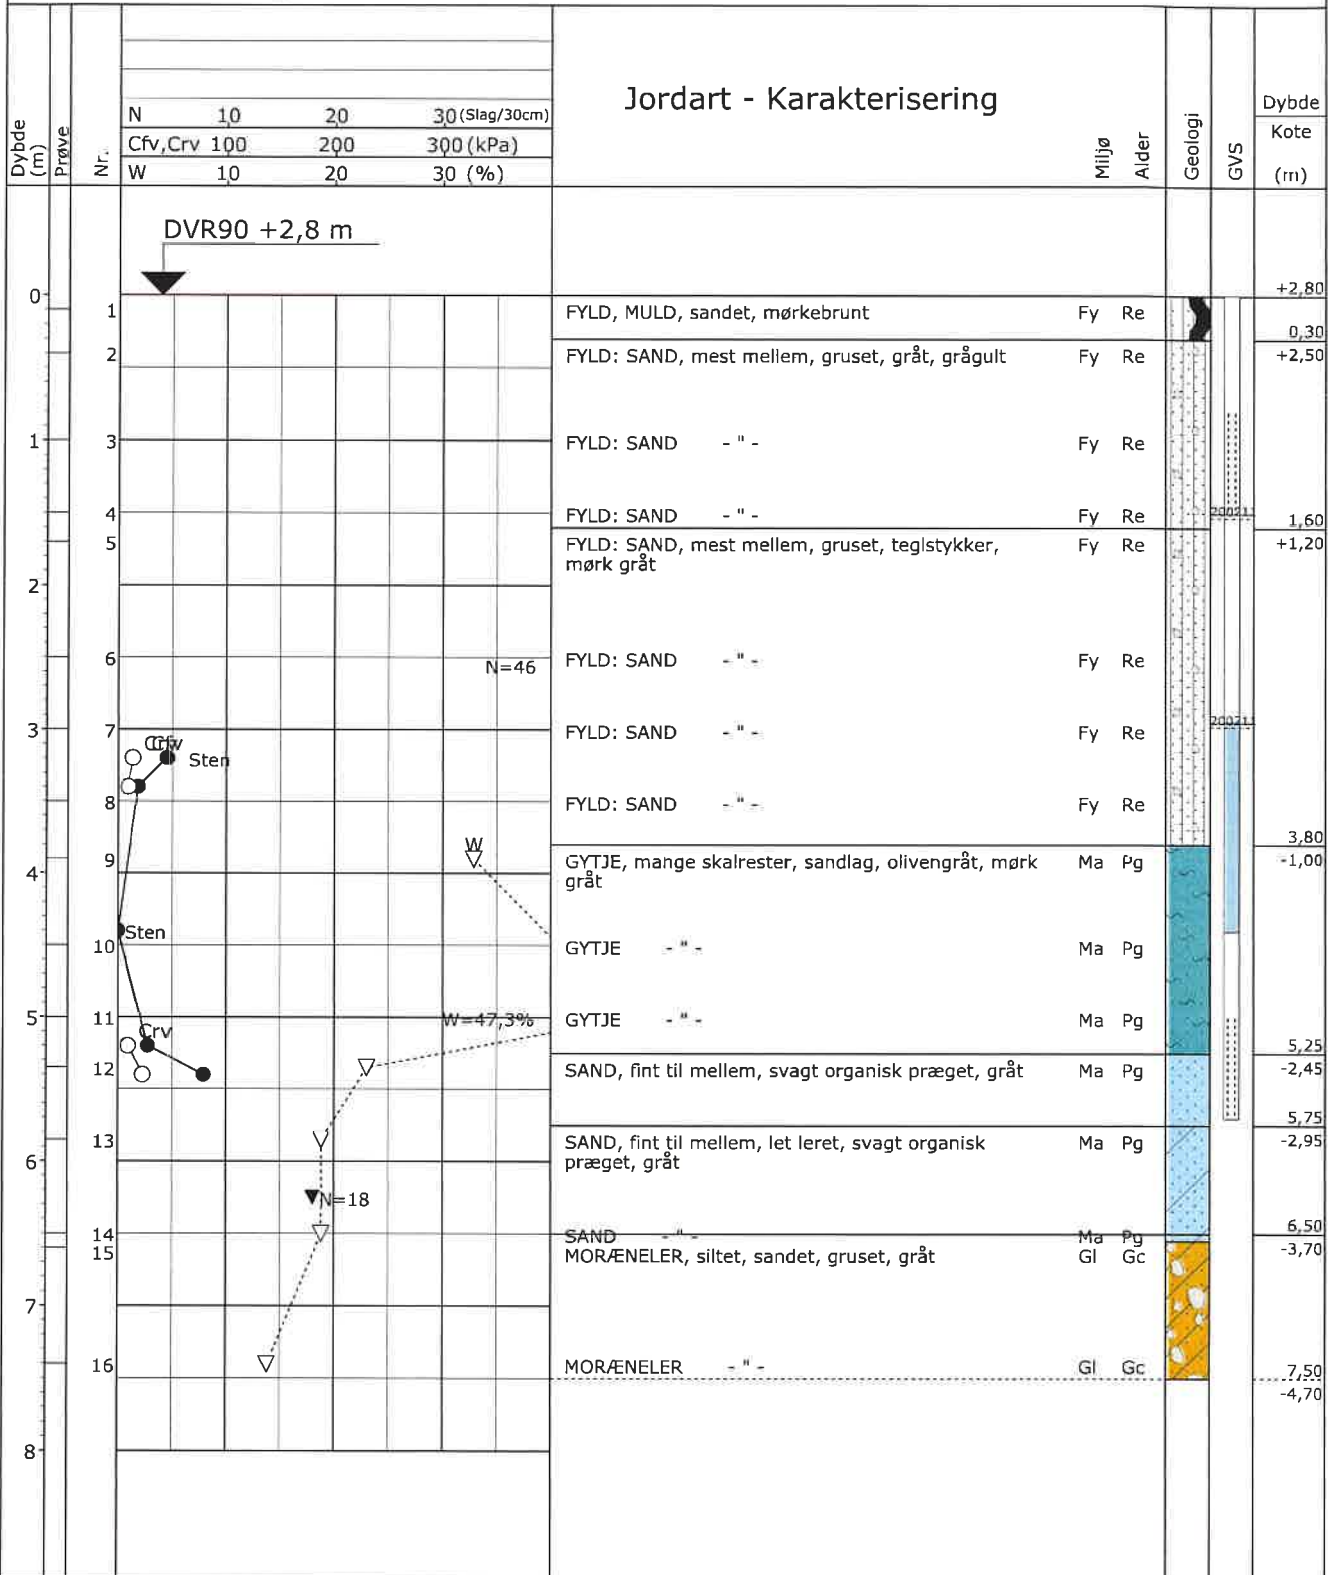 Jordart - Karakterisering
Dybde (m)
Prøve
Nr.
N 10 20 30 (Slag/30cm)
Cfv,Crv 100 200 300 (kPa)
W 10 20 30 (%)
Miljø
Alder
Geologi
GVS
Dybde
Kote
(m)
DVR90 +2,8 m
0
+2,80
1 FYLD, MULD, sandet, mørkebrunt Fy Re
0,30
2 FYLD: SAND, mest mellem, gruset, gråt, grågult Fy Re +2,50
1 3 FYLD: SAND - " - Fy Re
4 FYLD: SAND - " - Fy Re 1,60
5 FYLD: SAND, mest mellem, gruset, teglstykker, Fy Re +1,20
mørk gråt
2
6 N=46 FYLD: SAND - " - Fy Re
3 7 FYLD: SAND - " - Fy Re
Cfv
Sten
8 FYLD: SAND - " - Fy Re
3,80
W
9 GYTJE, mange skalrester, sandlag, olivengråt, mørk Ma Pg -1,00
gråt
4
Sten
10 GYTJE - " - Ma Pg
5 11 W=47,3% GYTJE - " - Ma Pg
Crv
5,25
12 SAND, fint til mellem, svagt organisk præget, gråt Ma Pg -2,45
5,75
13 SAND, fint til mellem, let leret, svagt organisk Ma Pg -2,95
præget, gråt
6
N=18
6,50
14 SAND - " - Ma Pg
15 MORÆNELER, siltet, sandet, gruset, gråt Gl Gc -3,70
7
16 MORÆNELER - " - Gl Gc 7,50
-4,70
8